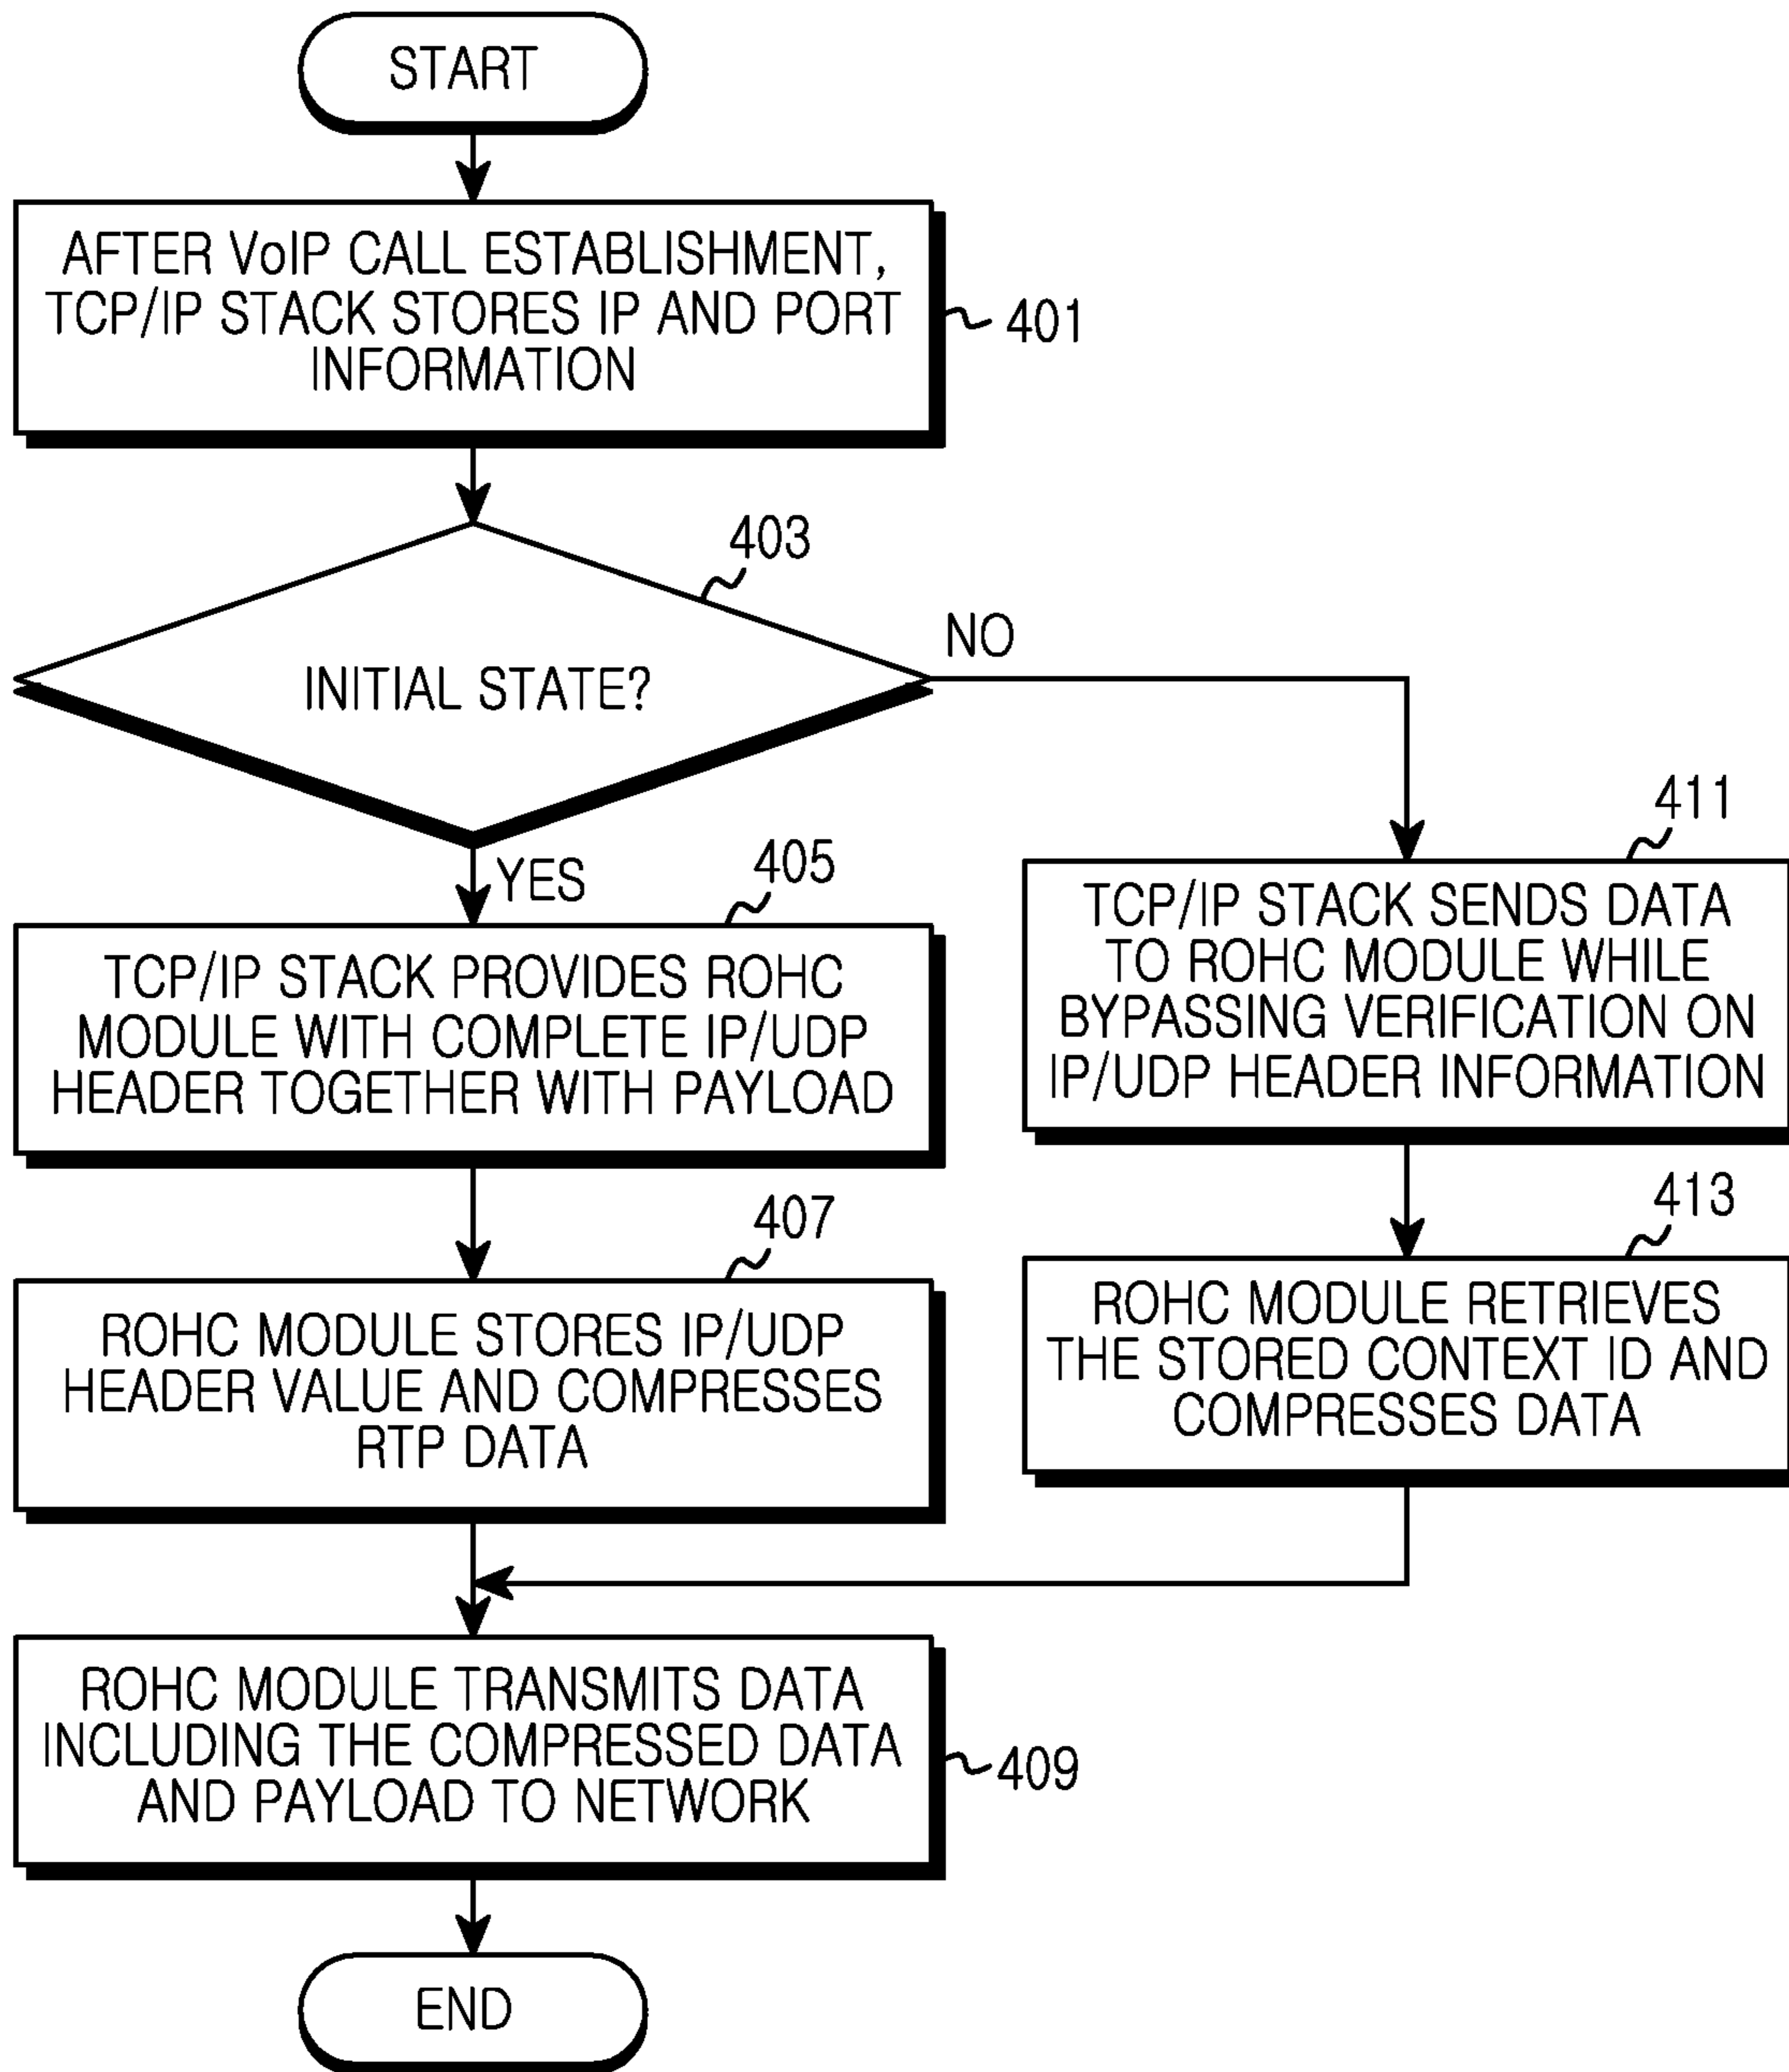 START
AFTER VoIP CALL ESTABLISHMENT,
TCP/IP STACK STORES IP AND PORT
INFORMATION
401
403
INITIAL STATE?
NO
YES
405
TCP/IP STACK PROVIDES ROHC
MODULE WITH COMPLETE IP/UDP
HEADER TOGETHER WITH PAYLOAD
411
TCP/IP STACK SENDS DATA
TO ROHC MODULE WHILE
BYPASSING VERIFICATION ON
IP/UDP HEADER INFORMATION
407
ROHC MODULE STORES IP/UDP
HEADER VALUE AND COMPRESSES
RTP DATA
413
ROHC MODULE RETRIEVES
THE STORED CONTEXT ID AND
COMPRESSES DATA
ROHC MODULE TRANSMITS DATA
INCLUDING THE COMPRESSED DATA
AND PAYLOAD TO NETWORK
409
END